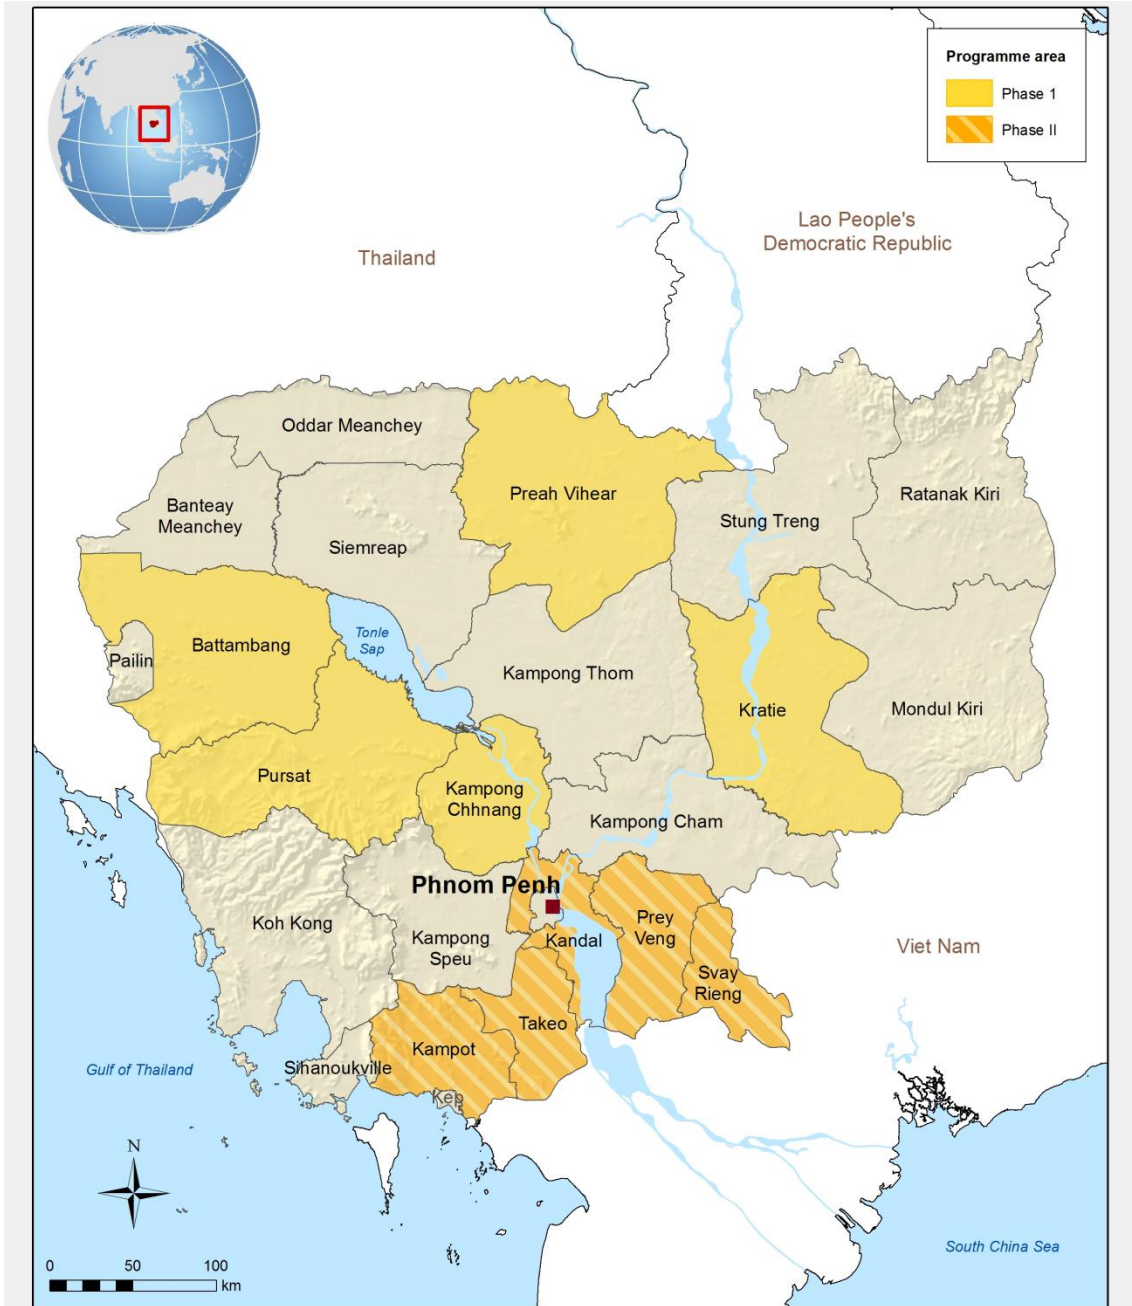 Programme area
Phase 1
Phase II
Thailand
Lao People's
Democratic Republic
Oddar Meanchey
Preah Vihear
Banteay
Meanchey
Siemreap
Stung Treng
Ratanak Kiri
Tonle
Sap
Battambang
Pailin
Kampong Thom
Kratie
Mondul Kiri
Pursat
Kampong
Chhnang
Kampong Cham
Phnom Penh
Koh Kong
Kampong
Speu
Kandal
Prey
Veng
Svay
Rieng
Viet Nam
Takeo
Kampot
Sihanoukville
Kep
Gulf of Thailand
N
South China Sea
0 50 100
km